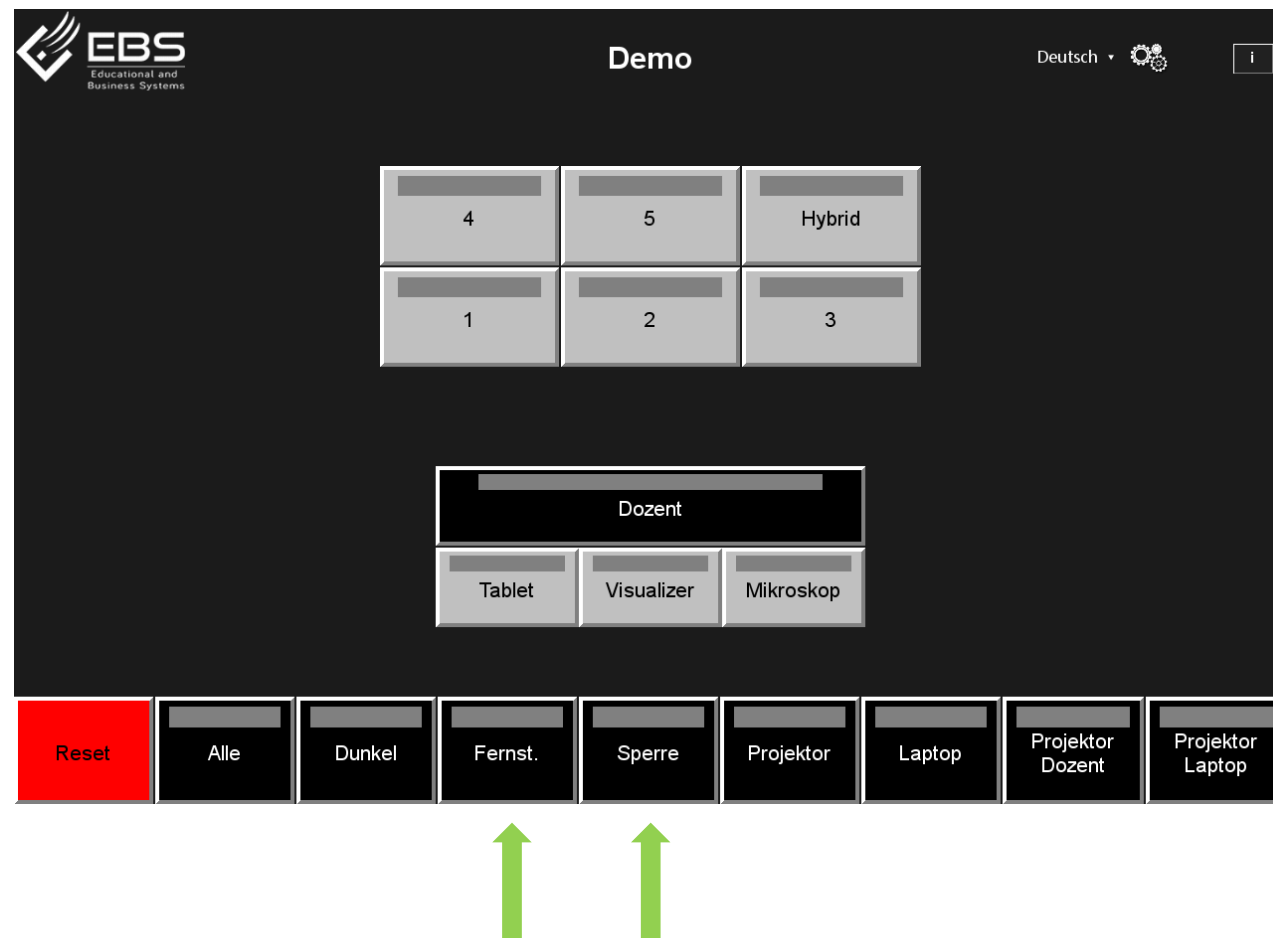 EBS
Educational and
Business Systems
Demo
Deutsch
i
4
5
Hybrid
1
2
3
Dozent
Tablet
Visualizer
Mikroskop
Reset
Alle
Dunkel
Fernst.
Sperre
Projektor
Laptop
Projektor
Dozent
Projektor
Laptop